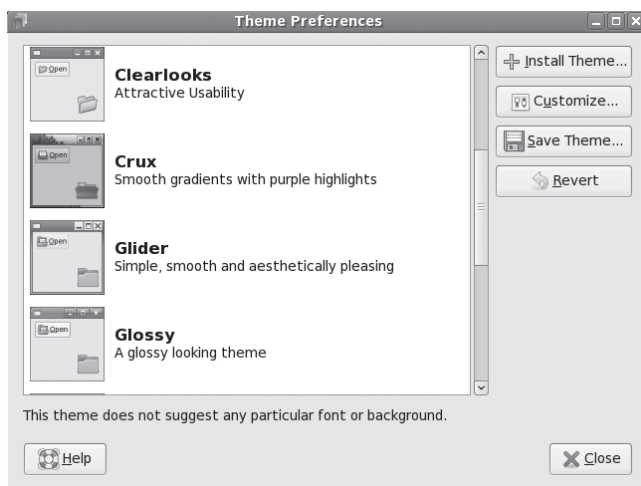 Theme Preferences
Open
Clearlooks
Attractive Usability
Open
Crux
Smooth gradients with purple highlights
Open
Glider
Simple, smooth and aesthetically pleasing
Open
Glossy
A glossy looking theme
Install Theme...
Customize...
Save Theme...
Revert
This theme does not suggest any particular font or background.
Help
Close